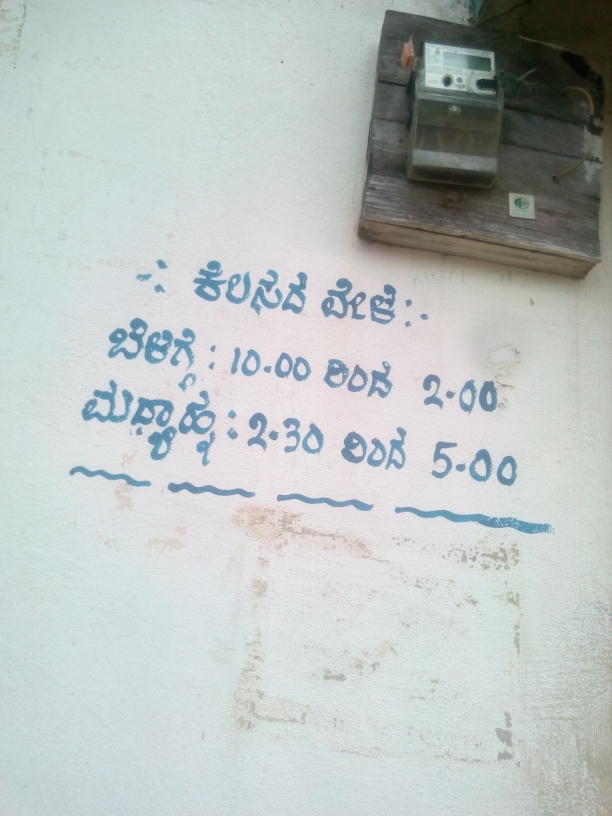 -: ಕೆಲಸದ ವೇಳೆ:-
ಬೆಳಿಗ್ಗೆ : 10.00 ರಿಂದ 2.00
ಮಧ್ಯಾಹ್ನ : 2.30 ರಿಂದ 5.00